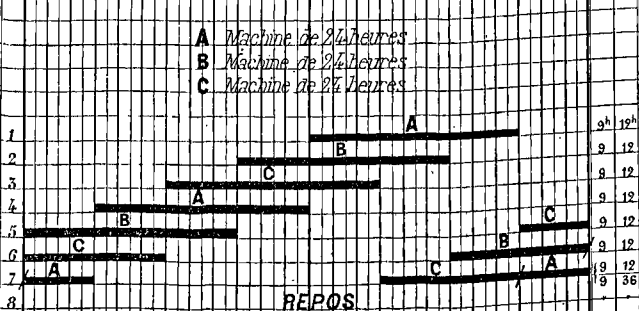 A Machine de 24 heures
B Machine de 24 heures
C Machine de 24 heures
1 A 9h 12h
2 B 9 12
3 C 8 12
4 A 9 12
5 B C 9 12
6 C B 9 12
7 A C A 9 12
9 36
8 REPOS " "